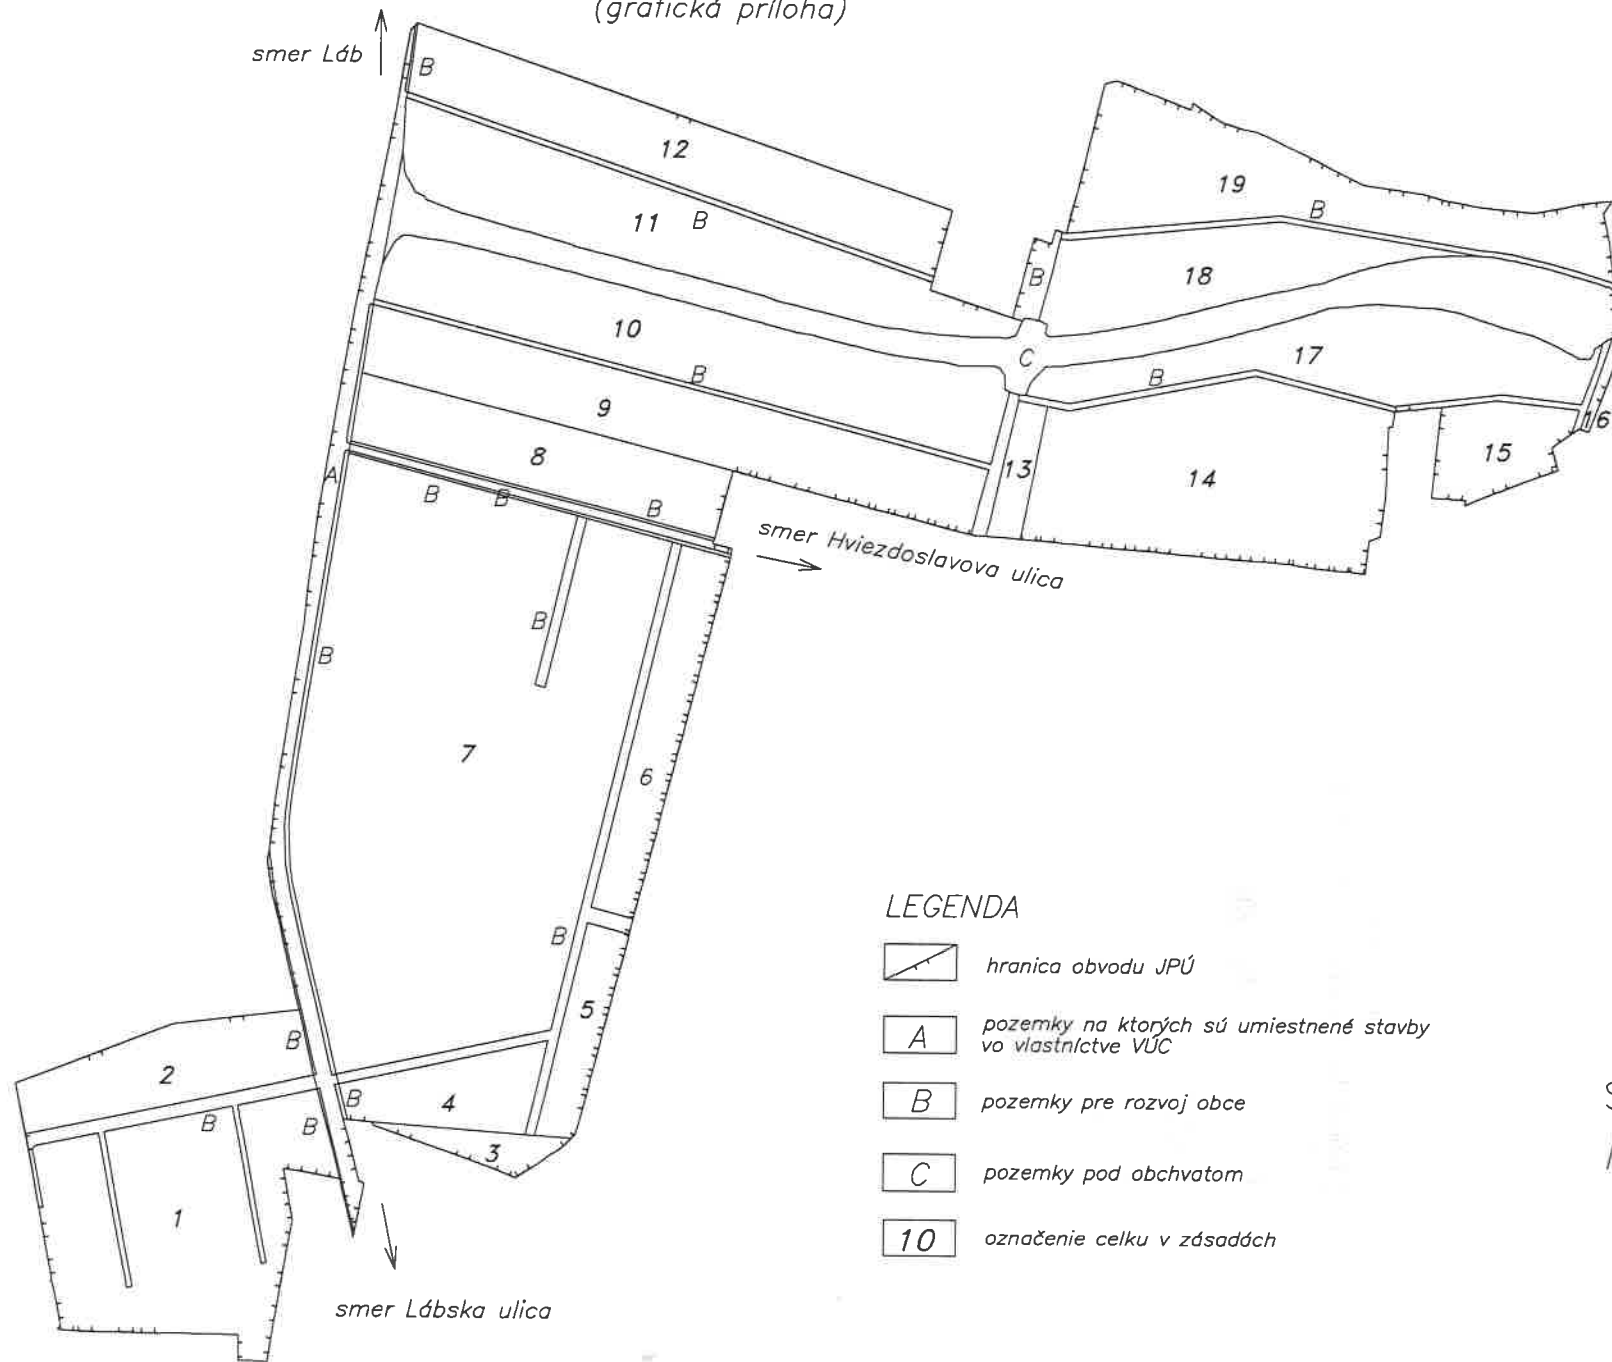 (grafická príloha)
smer Láb
B
12
19
B
11
B
18
B
10
C
17
B
B
9
16
8
13
15
A
14
B
B
B
smer Hviezdoslavova ulica
B
B
7
6
LEGENDA
hranica obvodu JPÚ
B
5
A
pozemky na ktorých sú umiestnené stavby
vo vlastníctve VÚC
B
2
B
pozemky pre rozvoj obce
B
4
B
B
3
C
pozemky pod obchvatom
1
10
označenie celku v zásadách
smer Lábska ulica